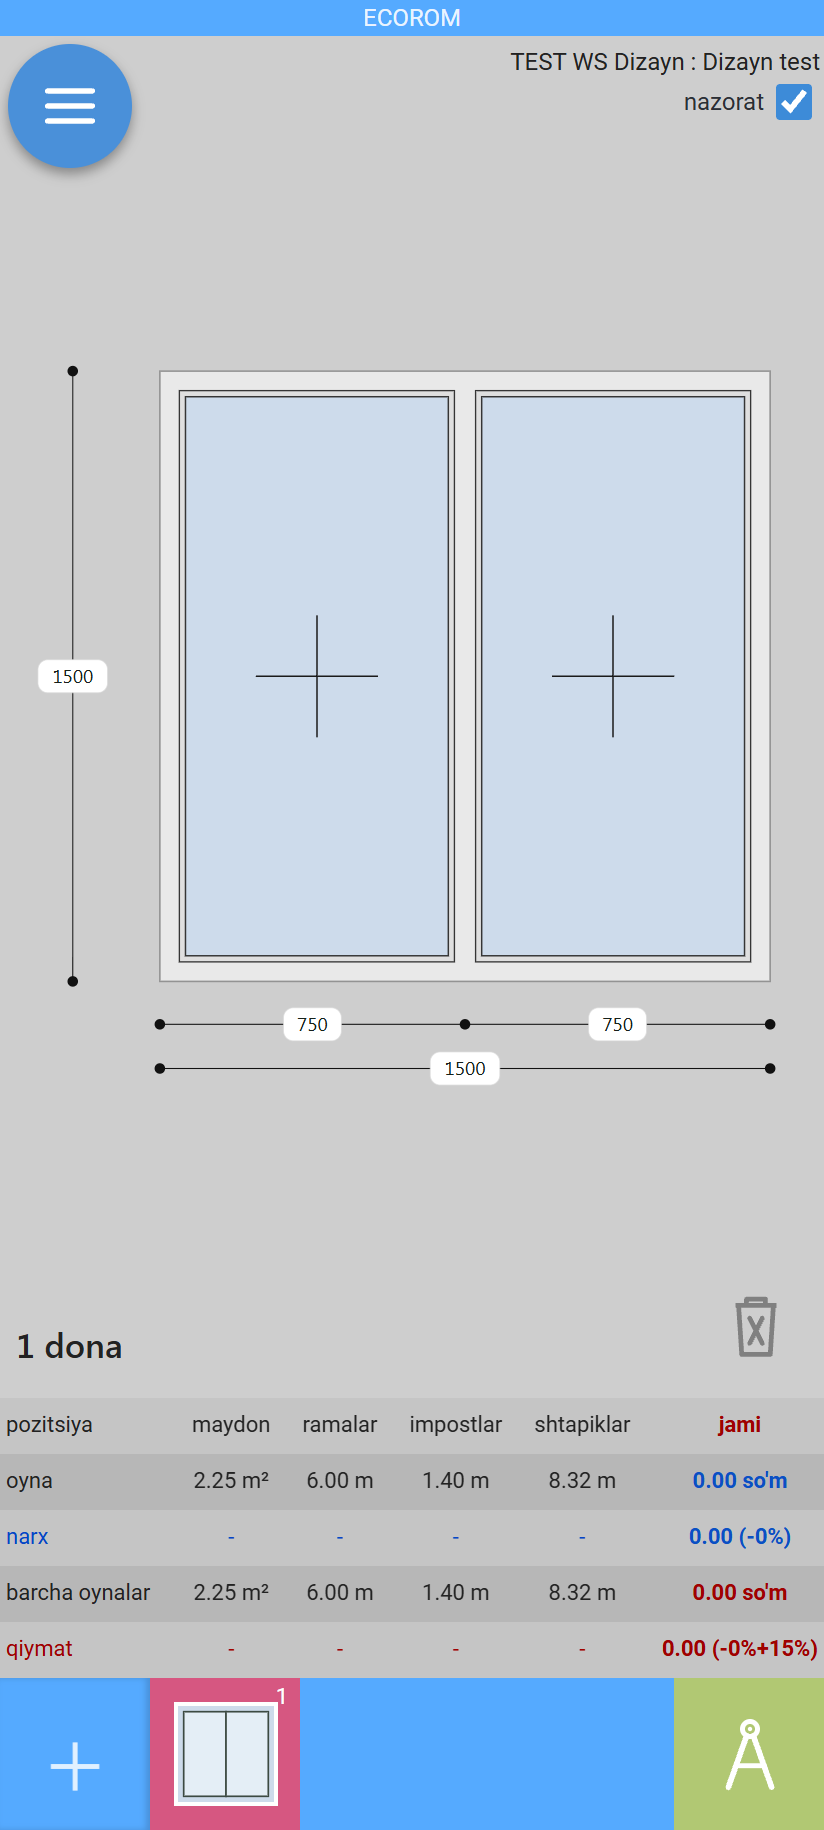 ECOROM
TEST WS Dizayn : Dizayn test
nazorat
1500
750 750
1500
1 dona
pozitsiya maydon ramalar impostlar shtapiklar jami
oyna 2.25 m² 6.00 m 1.40 m 8.32 m 0.00 so'm
narx - - - - 0.00 (-0%)
barcha oynalar 2.25 m² 6.00 m 1.40 m 8.32 m 0.00 so'm
qiymat - - - - 0.00 (-0%+15%)
1